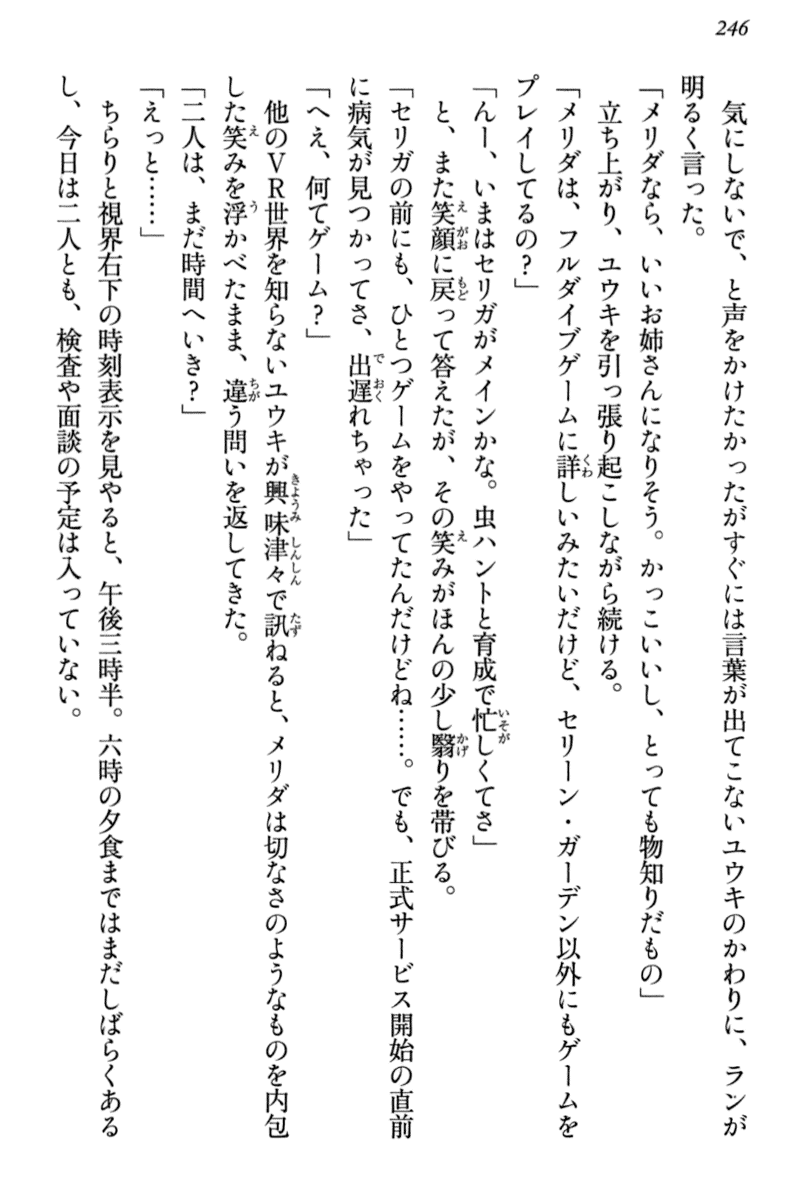 246
気にしないで、と声をかけたかったがすぐには言葉が出てこないユウキのかわりに、ランが
明るく言った。
「メリダなら、いいお姉さんになりそう。かっこいいし、とっても物知りだもの」
立ち上がり、ユウキを引っ張り起こしながら続ける。
「メリダは、フルダイブゲームに詳しいみたいだけど、セリーン・ガーデン以外にもゲームを
プレイしてるの？」
「んー、いまはセリガがメインかな。虫ハントと育成で忙しくてさ」
と、また笑顔に戻って答えたが、その笑みがほんの少し翳りを帯びる。
「セリガの前にも、ひとつゲームをやってたんだけどね……。でも、正式サービス開始の直前
に病気が見つかってさ、出遅れちゃった」
「へえ、何てゲーム？」
他のＶＲ世界を知らないユウキが興味津々で訊ねると、メリダは切なさのようなものを内包
した笑みを浮かべたまま、違う問いを返してきた。
「二人は、まだ時間へいき？」
「えっと……」
ちらりと視界右下の時刻表示を見やると、午後三時半。六時の夕食まではまだしばらくある
し、今日は二人とも、検査や面談の予定は入っていない。